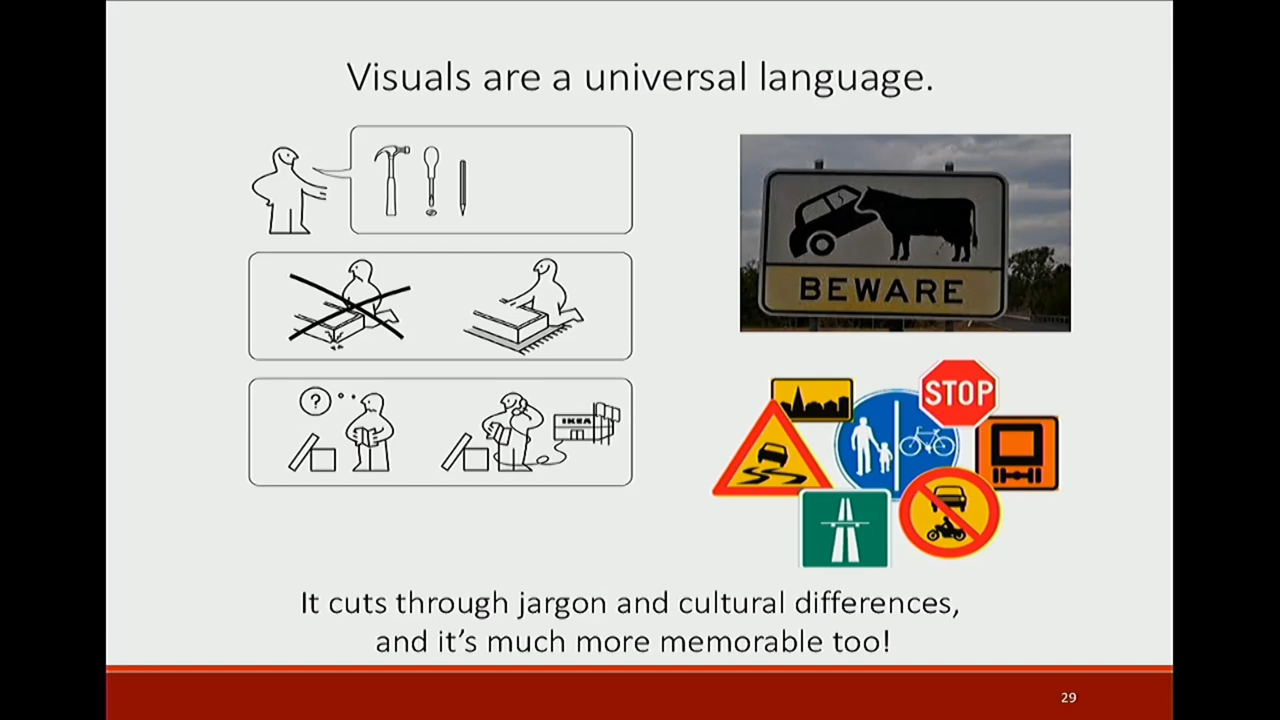 Visuals are a universal language.
?
IKEA
BEWARE
STOP
It cuts through jargon and cultural differences,
and it's much more memorable too!
29